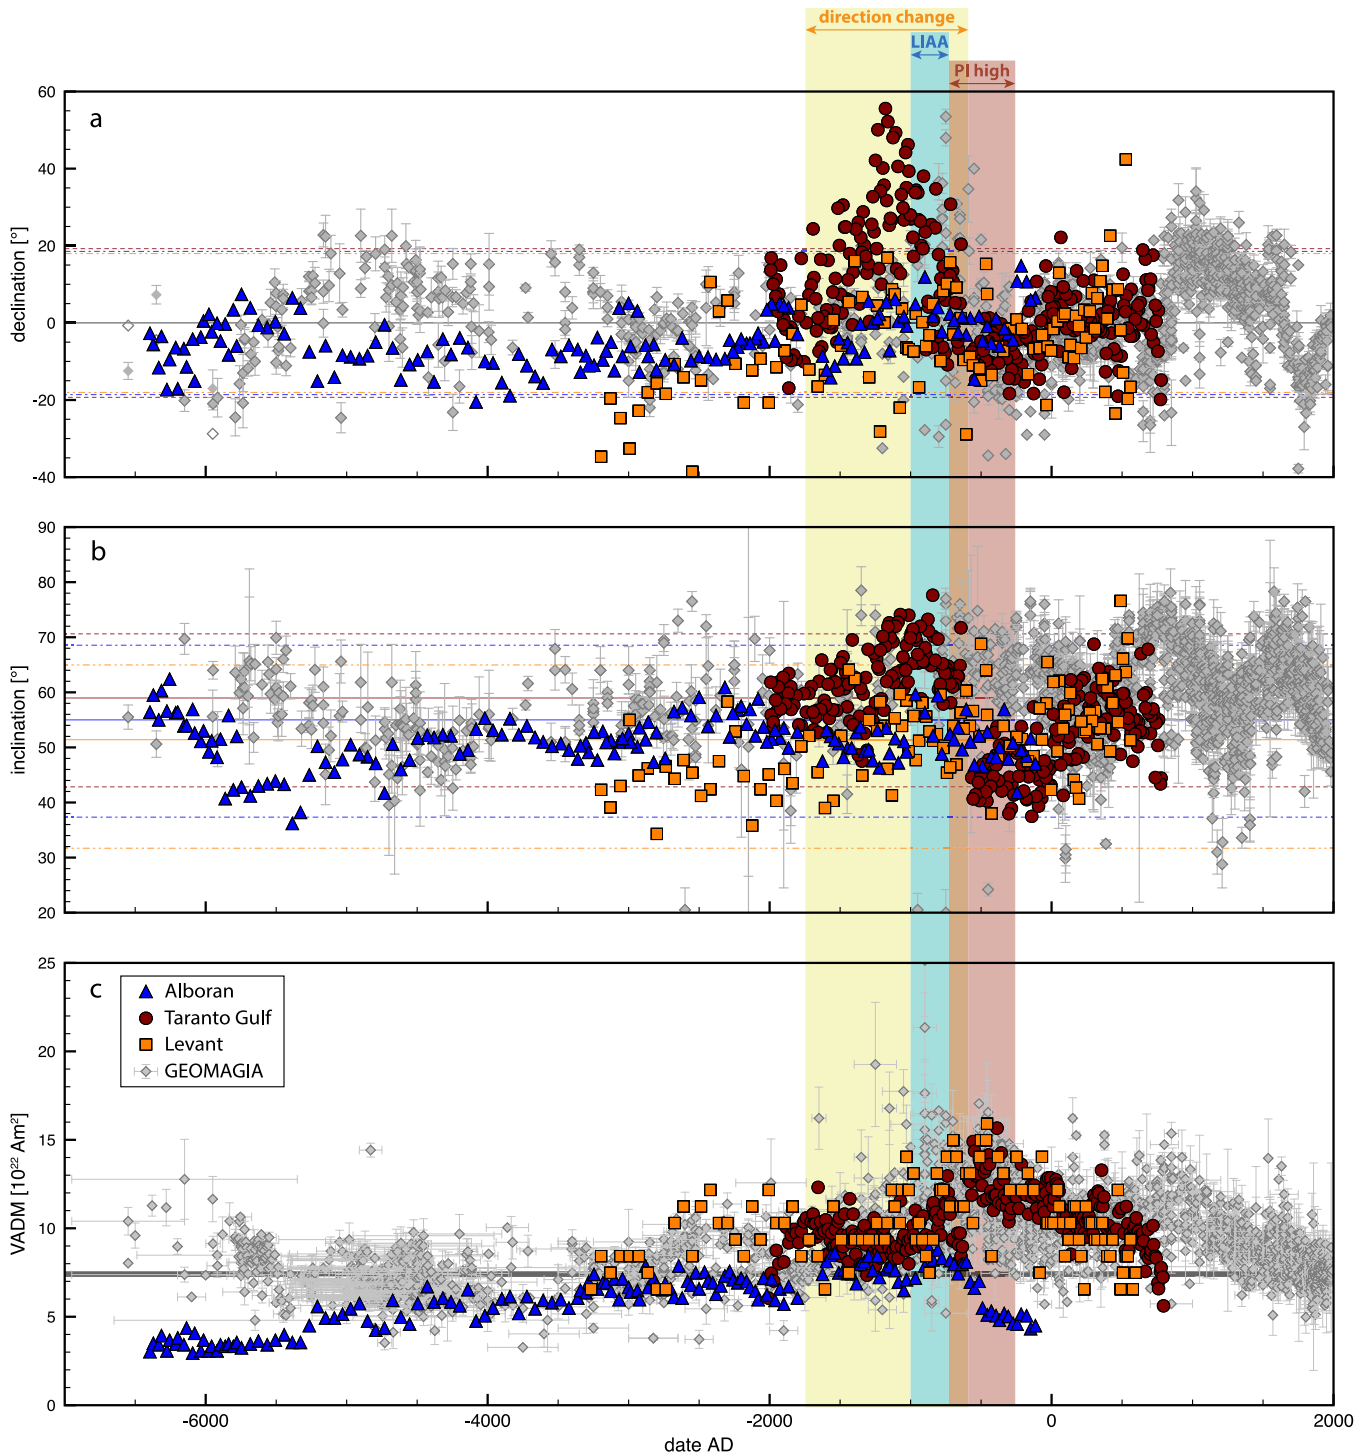 direction change
LIAA
PI high
a
60
40
20
0
-20
-40
declination [°]
b
90
80
70
60
50
40
30
20
inclination [°]
c
Alboran
Taranto Gulf
Levant
GEOMAGIA
25
20
15
10
5
0
VADM [10²² Am²]
-6000 -4000 -2000 0 2000
date AD